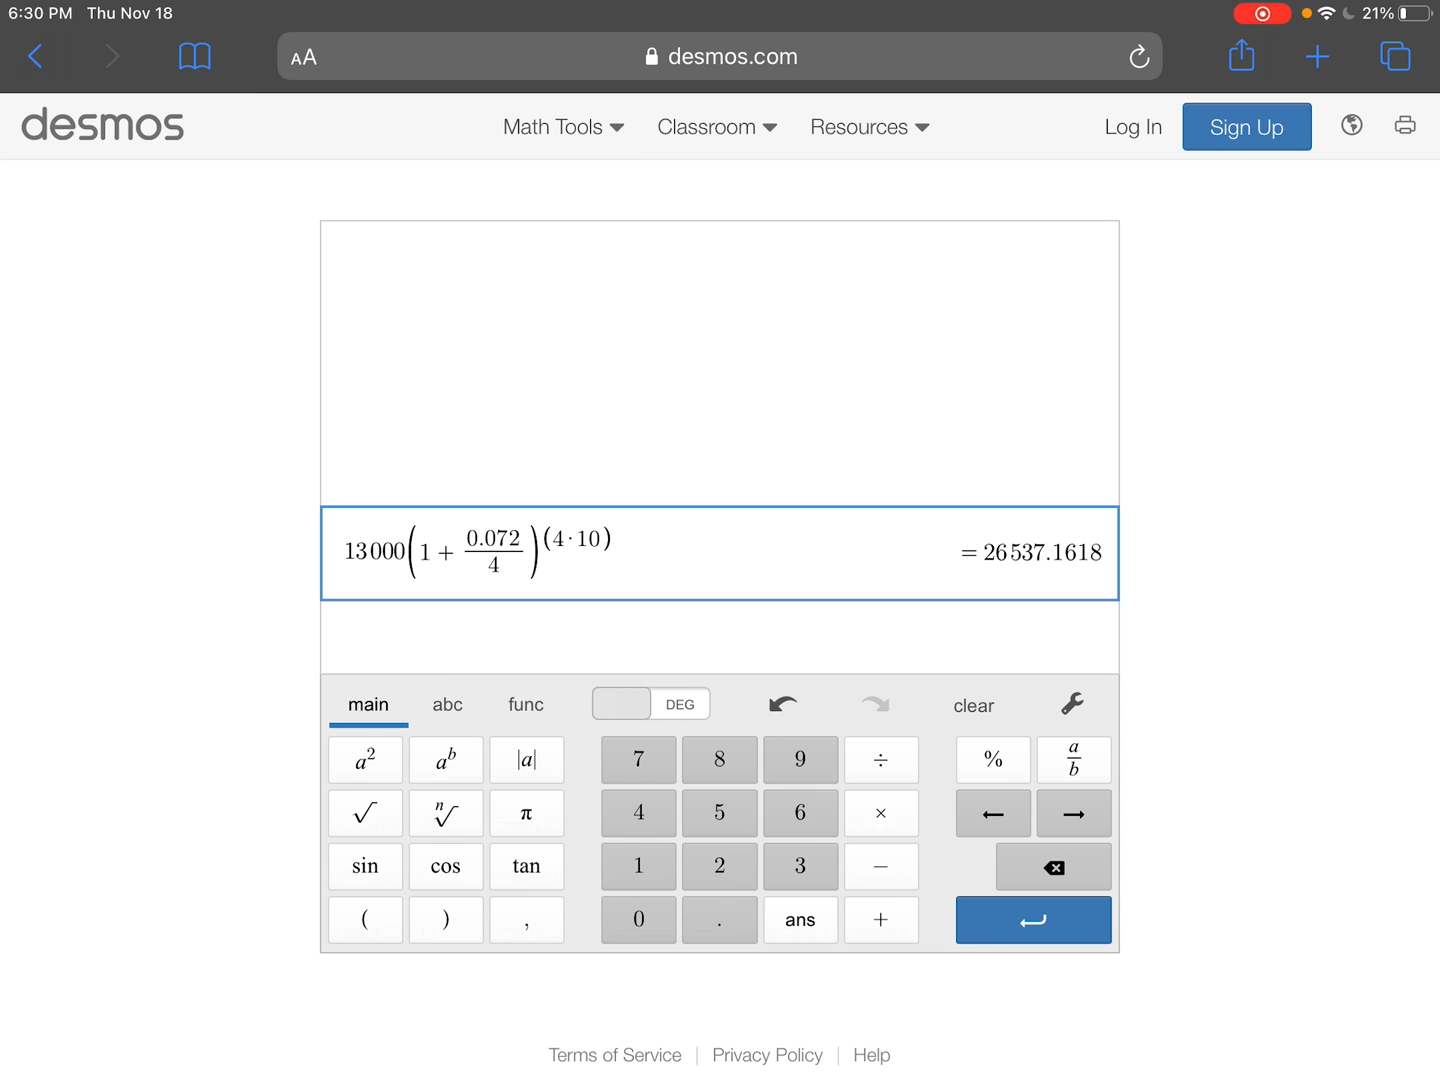 6:30 PM Thu Nov 18 21%
AA desmos.com
desmos Math Tools Classroom Resources Log In Sign Up
13000(1 + 0.072/4)^(4·10) = 26537.1618
main abc func DEG clear
a² aᵇ |a| 7 8 9 ÷ % a/b
√ ⁿ√ π 4 5 6 × ← →
sin cos tan 1 2 3 −
( ) , 0 . ans +
Terms of Service | Privacy Policy | Help